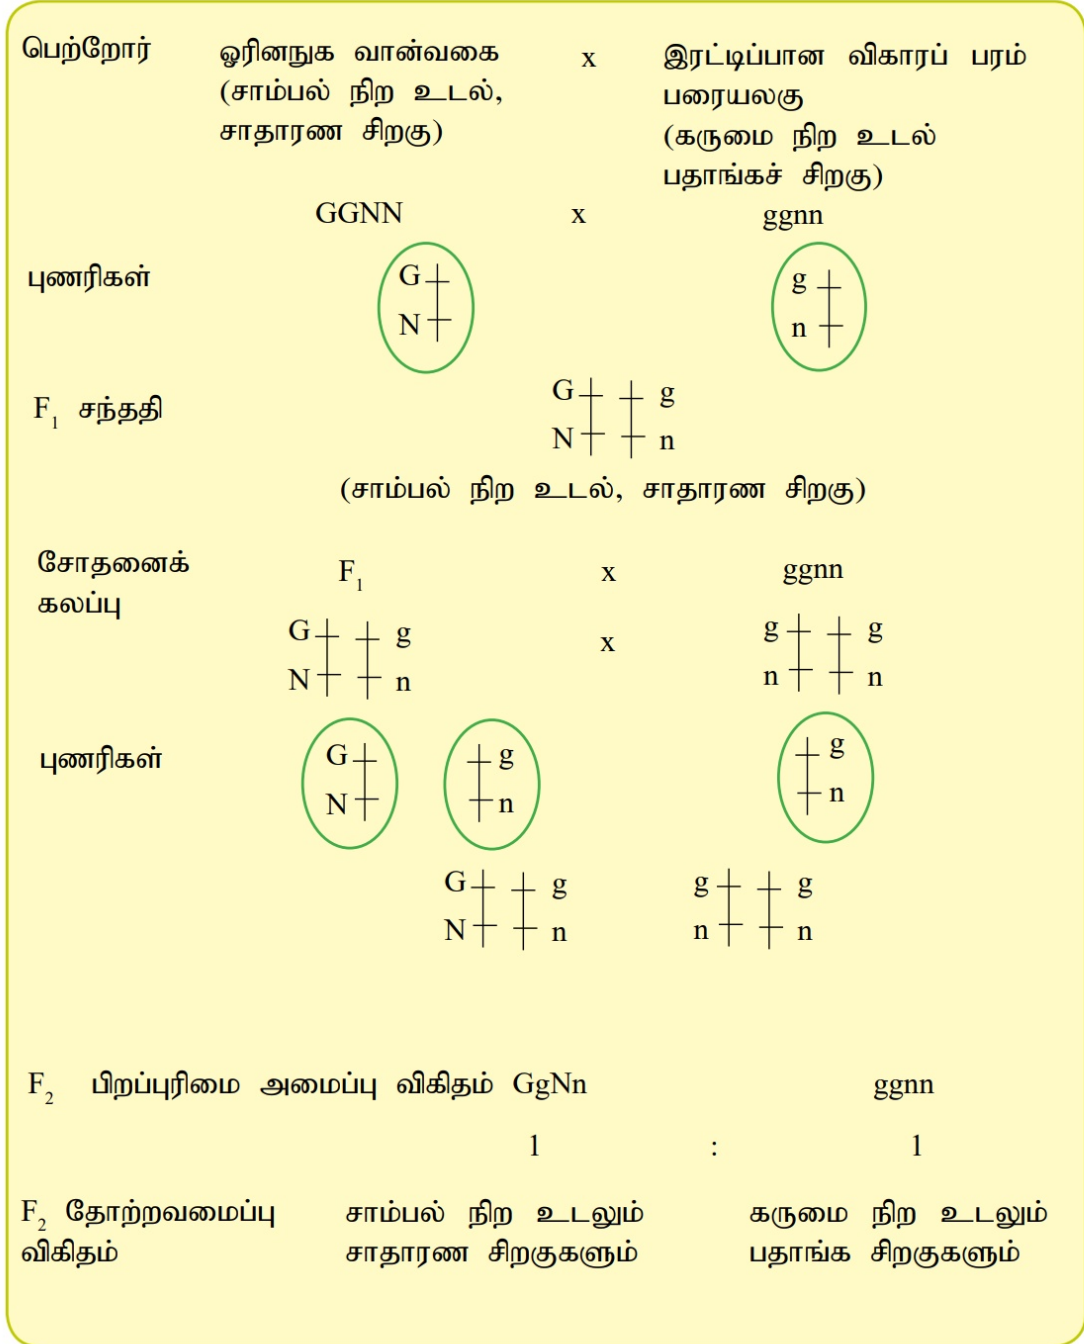 பெற்றோர் ஓரினநுக வான்வகை x இரட்டிப்பான விகாரப் பரம்
(சாம்பல் நிற உடல், பரையலகு
சாதாரண சிறகு) (கருமை நிற உடல்
பதாங்கச் சிறகு)
GGNN x ggnn
புணரிகள் G g
N n
F₁ சந்ததி G g
N n
(சாம்பல் நிற உடல், சாதாரண சிறகு)
சோதனைக் F₁ x ggnn
கலப்பு
G g x g g
N n n n
புணரிகள் G g g
N n n
G g g g
N n n n
F₂ பிறப்புரிமை அமைப்பு விகிதம் GgNn ggnn
1 : 1
F₂ தோற்றவமைப்பு சாம்பல் நிற உடலும் கருமை நிற உடலும்
விகிதம் சாதாரண சிறகுகளும் பதாங்க சிறகுகளும்